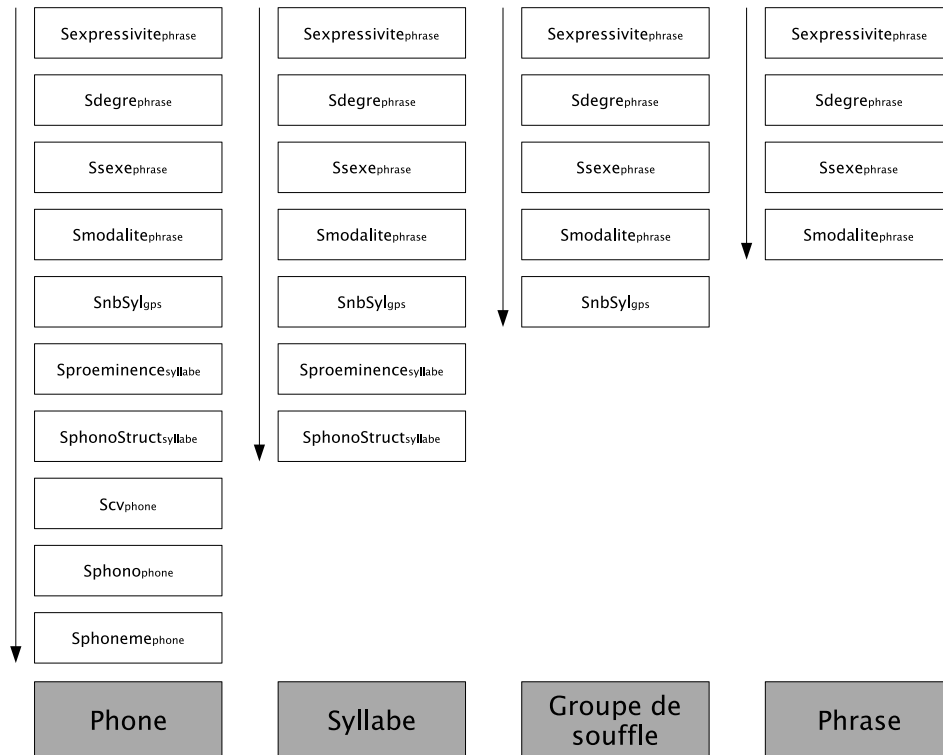 Sexpressivitephrase
Sdegrephrase
Ssexephrase
Smodalitephrase
SnbSylgps
Sproeminencesyllabe
SphonoStructsyllabe
Scvphone
Sphonophone
Sphonemephone
Phone
Sexpressivitephrase
Sdegrephrase
Ssexephrase
Smodalitephrase
SnbSylgps
Sproeminencesyllabe
SphonoStructsyllabe
Syllabe
Sexpressivitephrase
Sdegrephrase
Ssexephrase
Smodalitephrase
SnbSylgps
Groupe de
souffle
Sexpressivitephrase
Sdegrephrase
Ssexephrase
Smodalitephrase
Phrase